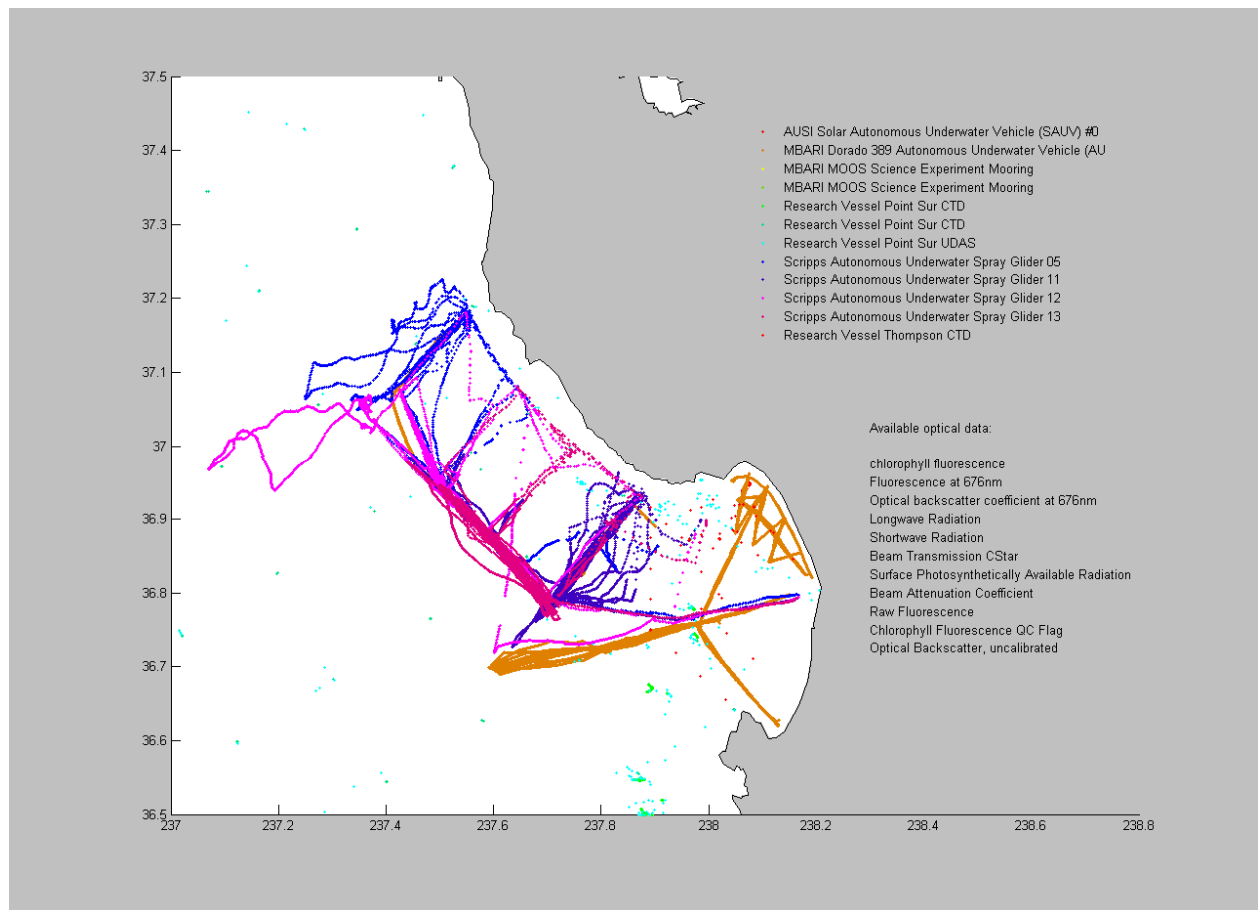 37.5
37.4
37.3
37.2
37.1
37
36.9
36.8
36.7
36.6
36.5
237
237.2
237.4
237.6
237.8
238
238.2
238.4
238.6
238.8
AUSI Solar Autonomous Underwater Vehicle (SAUV) #0
MBARI Dorado 389 Autonomous Underwater Vehicle (AU
MBARI MOOS Science Experiment Mooring
MBARI MOOS Science Experiment Mooring
Research Vessel Point Sur CTD
Research Vessel Point Sur CTD
Research Vessel Point Sur UDAS
Scripps Autonomous Underwater Spray Glider 05
Scripps Autonomous Underwater Spray Glider 11
Scripps Autonomous Underwater Spray Glider 12
Scripps Autonomous Underwater Spray Glider 13
Research Vessel Thompson CTD
Available optical data:
chlorophyll fluorescence
Fluorescence at 676nm
Optical backscatter coefficient at 676nm
Longwave Radiation
Shortwave Radiation
Beam Transmission CStar
Surface Photosynthetically Available Radiation
Beam Attenuation Coefficient
Raw Fluorescence
Chlorophyll Fluorescence QC Flag
Optical Backscatter, uncalibrated